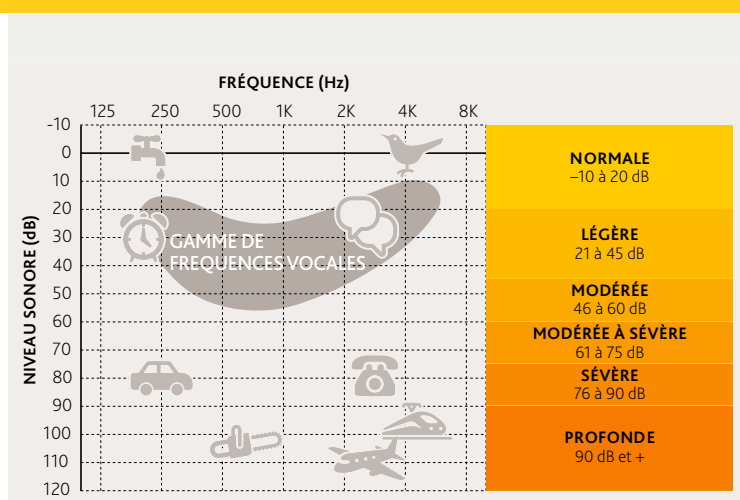 FRÉQUENCE (Hz)
125 250 500 1K 2K 4K 8K
NIVEAU SONORE (dB)
-10
0
10
20
30
40
50
60
70
80
90
100
110
120
GAMME DE
FREQUENCES VOCALES
NORMALE
–10 à 20 dB
LÉGÈRE
21 à 45 dB
MODÉRÉE
46 à 60 dB
MODÉRÉE À SÉVÈRE
61 à 75 dB
SÉVÈRE
76 à 90 dB
PROFONDE
90 dB et +